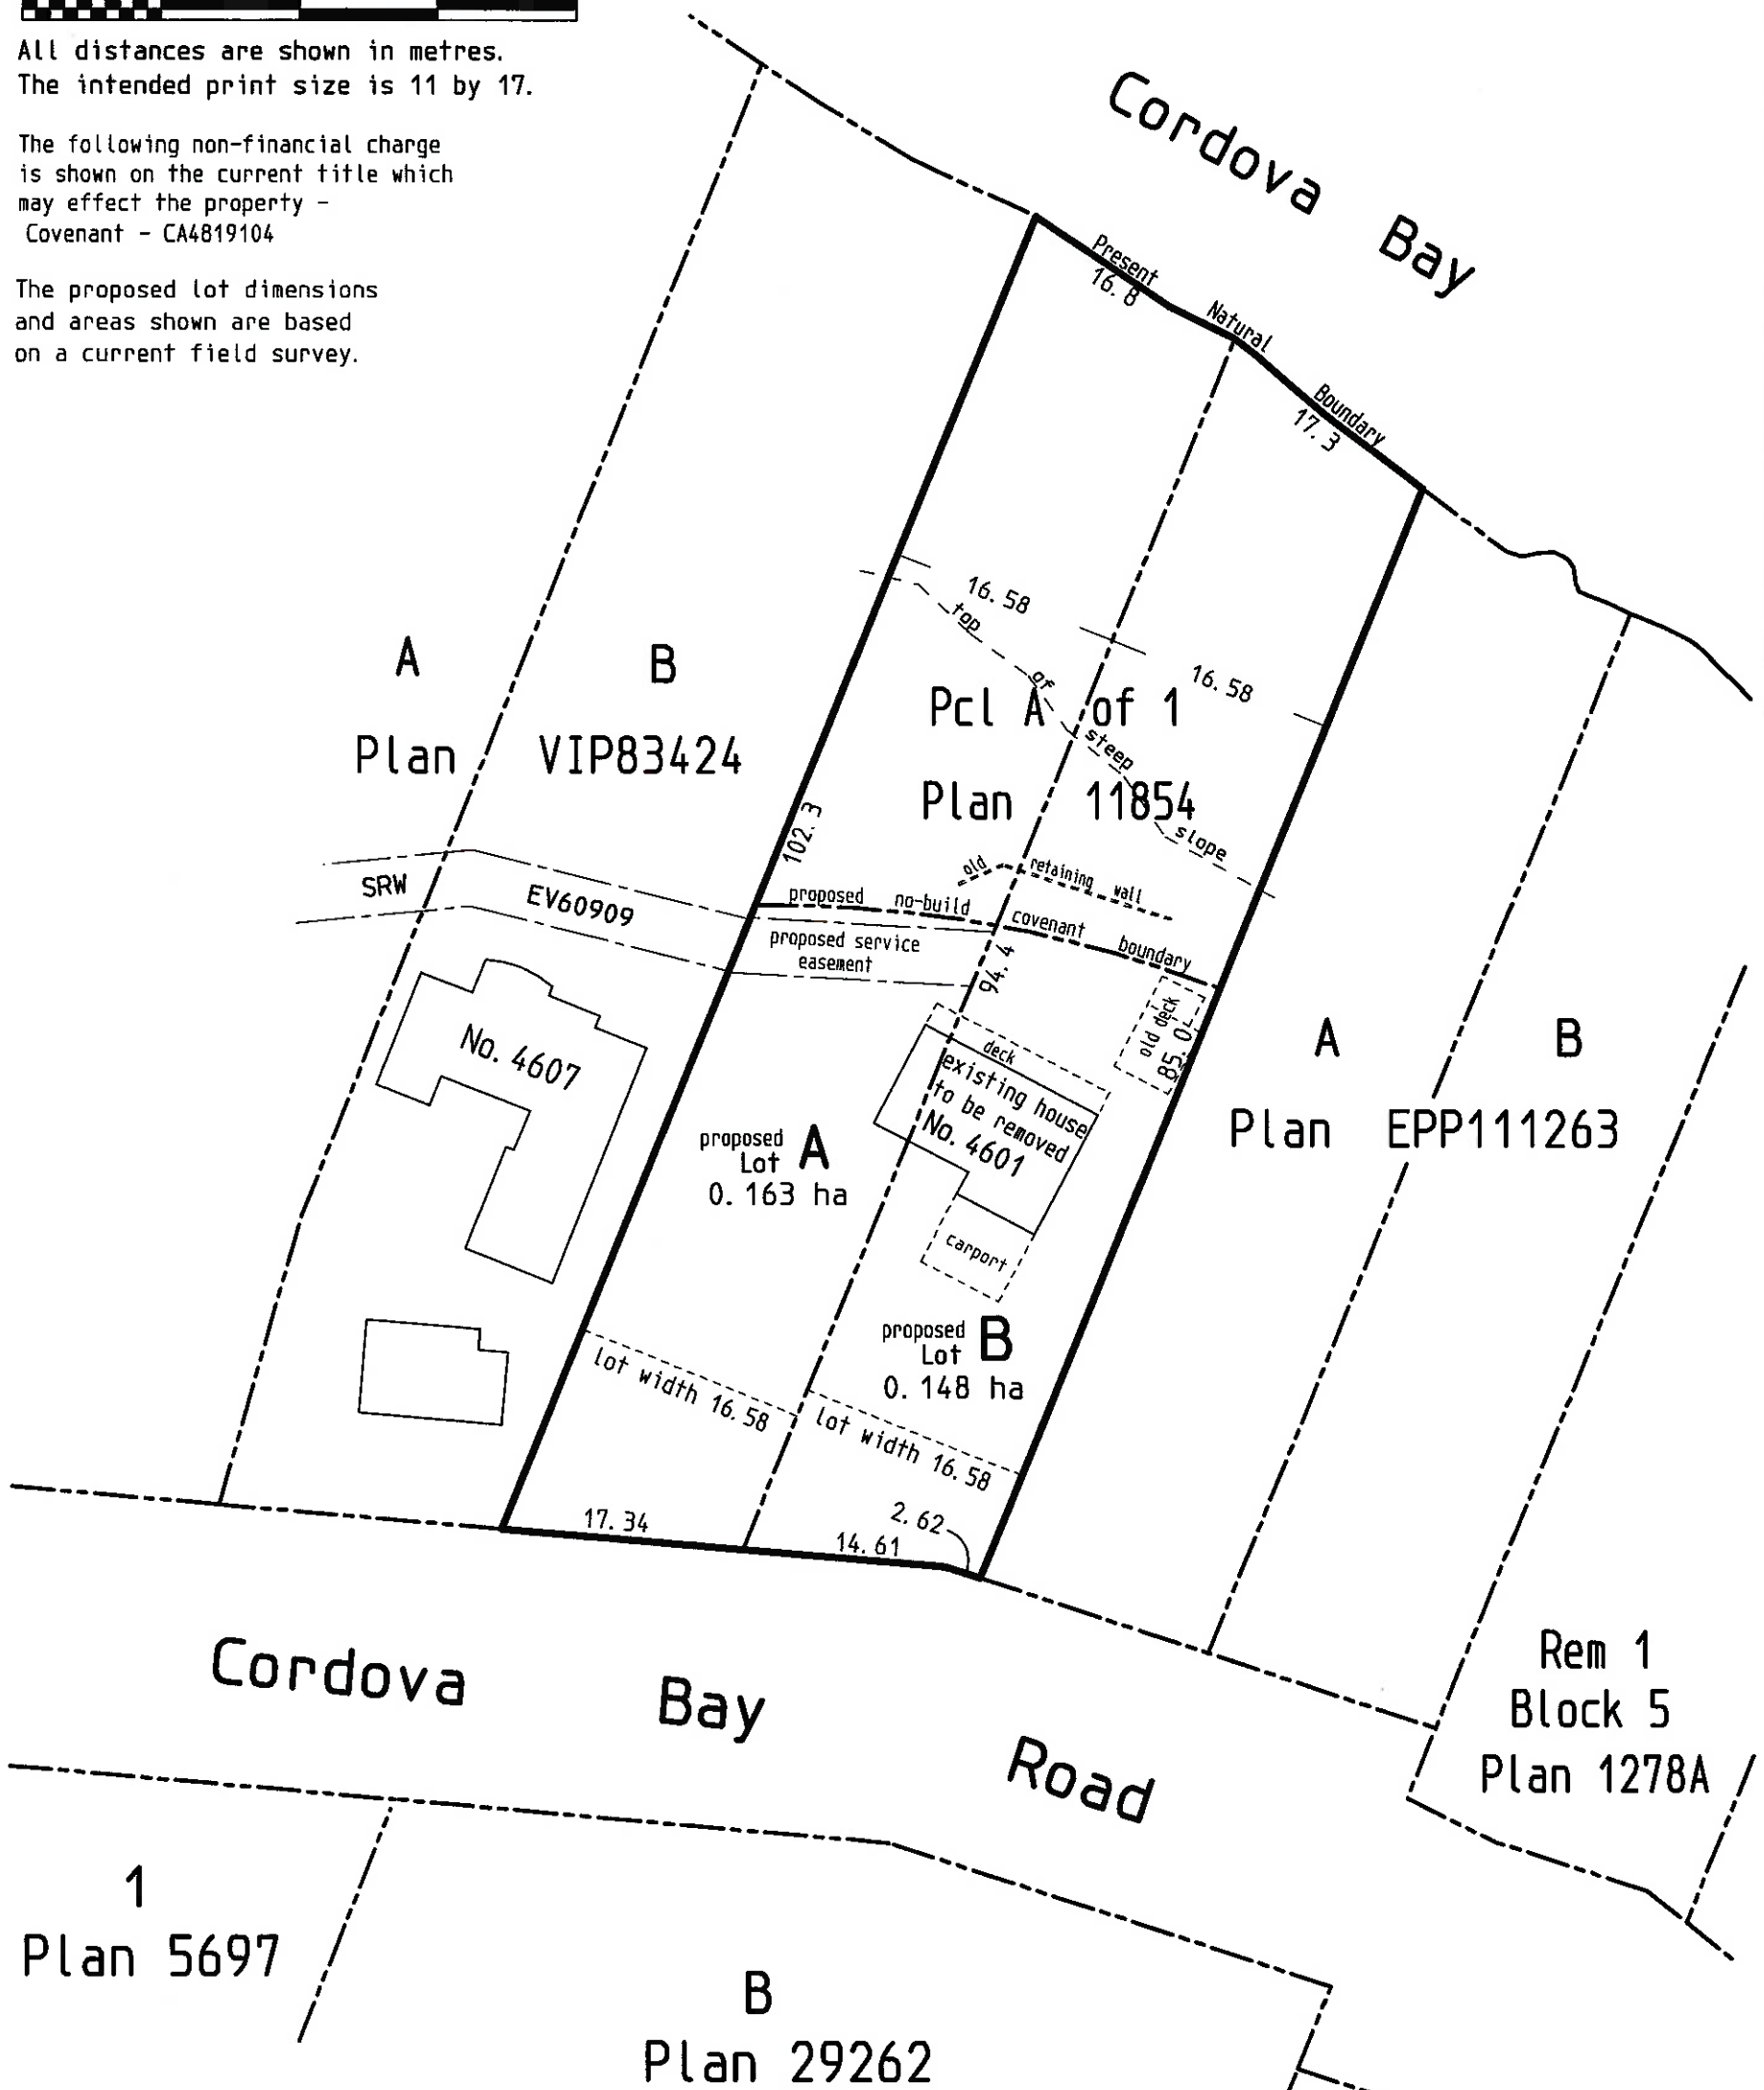 All distances are shown in metres.
The intended print size is 11 by 17.
The following non-financial charge
is shown on the current title which
may effect the property -
Covenant - CA4819104
The proposed lot dimensions
and areas shown are based
on a current field survey.
Cordova Bay
Present Natural Boundary
16.8
17.3
16.58
16.58
top of steep slope
A
B
Plan VIP83424
Pcl A of 1
Plan 11854
102.3
old retaining wall
SRW EV60909
proposed no-build covenant boundary
proposed service
easement
94.4
old deck
85.0
No. 4607
deck
existing house
to be removed
No. 4601
carport
A
B
Plan EPP111263
proposed
Lot A
0.163 ha
proposed
Lot B
0.148 ha
lot width 16.58
lot width 16.58
17.34
14.61
2.62
Cordova Bay Road
Rem 1
Block 5
Plan 1278A
1
Plan 5697
B
Plan 29262